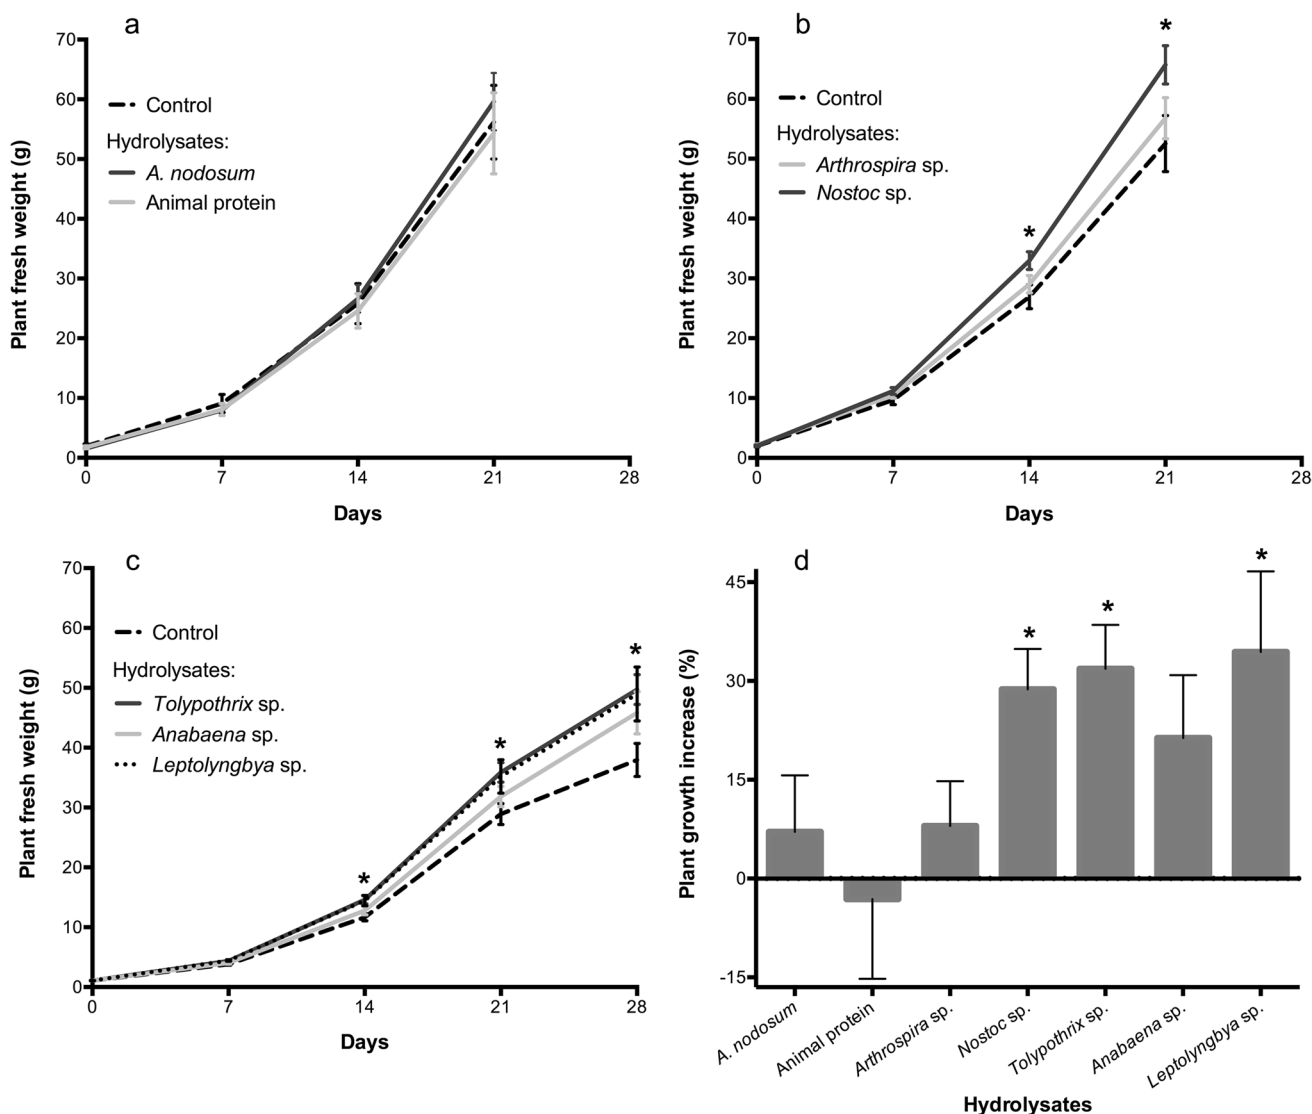 a
70
60
50
40
30
20
10
0
Plant fresh weight (g)
Control
Hydrolysates:
A. nodosum
Animal protein
0 7 14 21 28
Days
b
*
*
70
60
50
40
30
20
10
0
Plant fresh weight (g)
Control
Hydrolysates:
Arthrospira sp.
Nostoc sp.
0 7 14 21 28
Days
c
*
*
*
70
60
50
40
30
20
10
0
Plant fresh weight (g)
Control
Hydrolysates:
Tolypothrix sp.
Anabaena sp.
Leptolyngbya sp.
0 7 14 21 28
Days
d
*
*
*
45
30
15
0
-15
Plant growth increase (%)
A. nodosum
Animal protein
Arthrospira sp.
Nostoc sp.
Tolypothrix sp.
Anabaena sp.
Leptolyngbya sp.
Hydrolysates